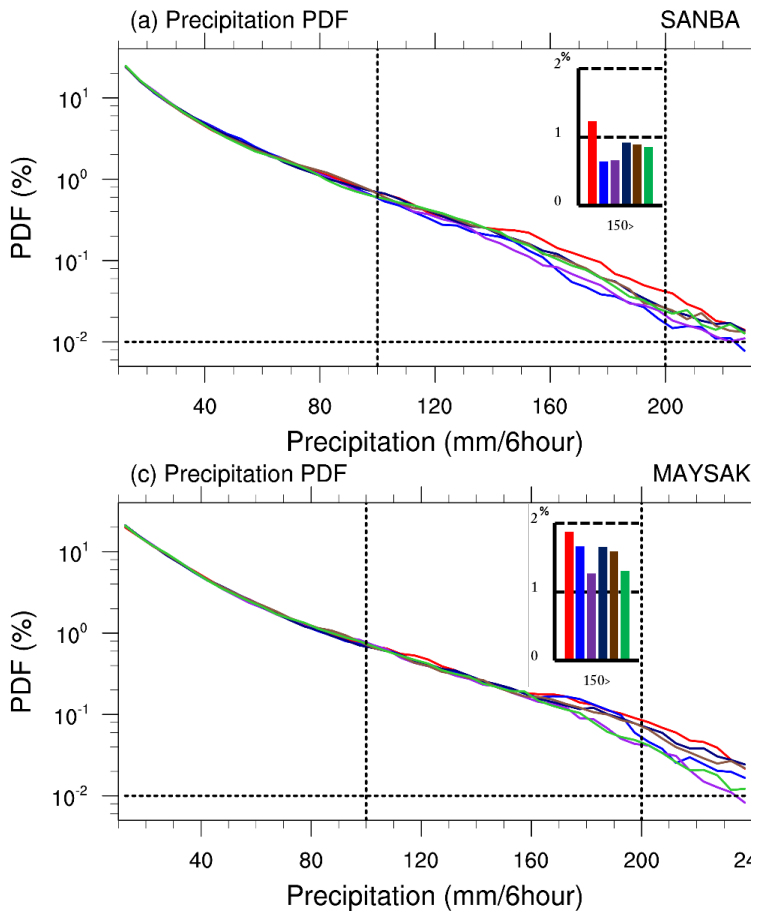 (a) Precipitation PDF SANBA
2%
10¹ 1
10⁰ 0
PDF (%)
150>
10⁻¹
10⁻²
40 80 120 160 200
Precipitation (mm/6hour)
(c) Precipitation PDF MAYSAK
2%
10¹ 1
10⁰ 0
PDF (%)
150>
10⁻¹
10⁻²
40 80 120 160 200 24
Precipitation (mm/6hour)